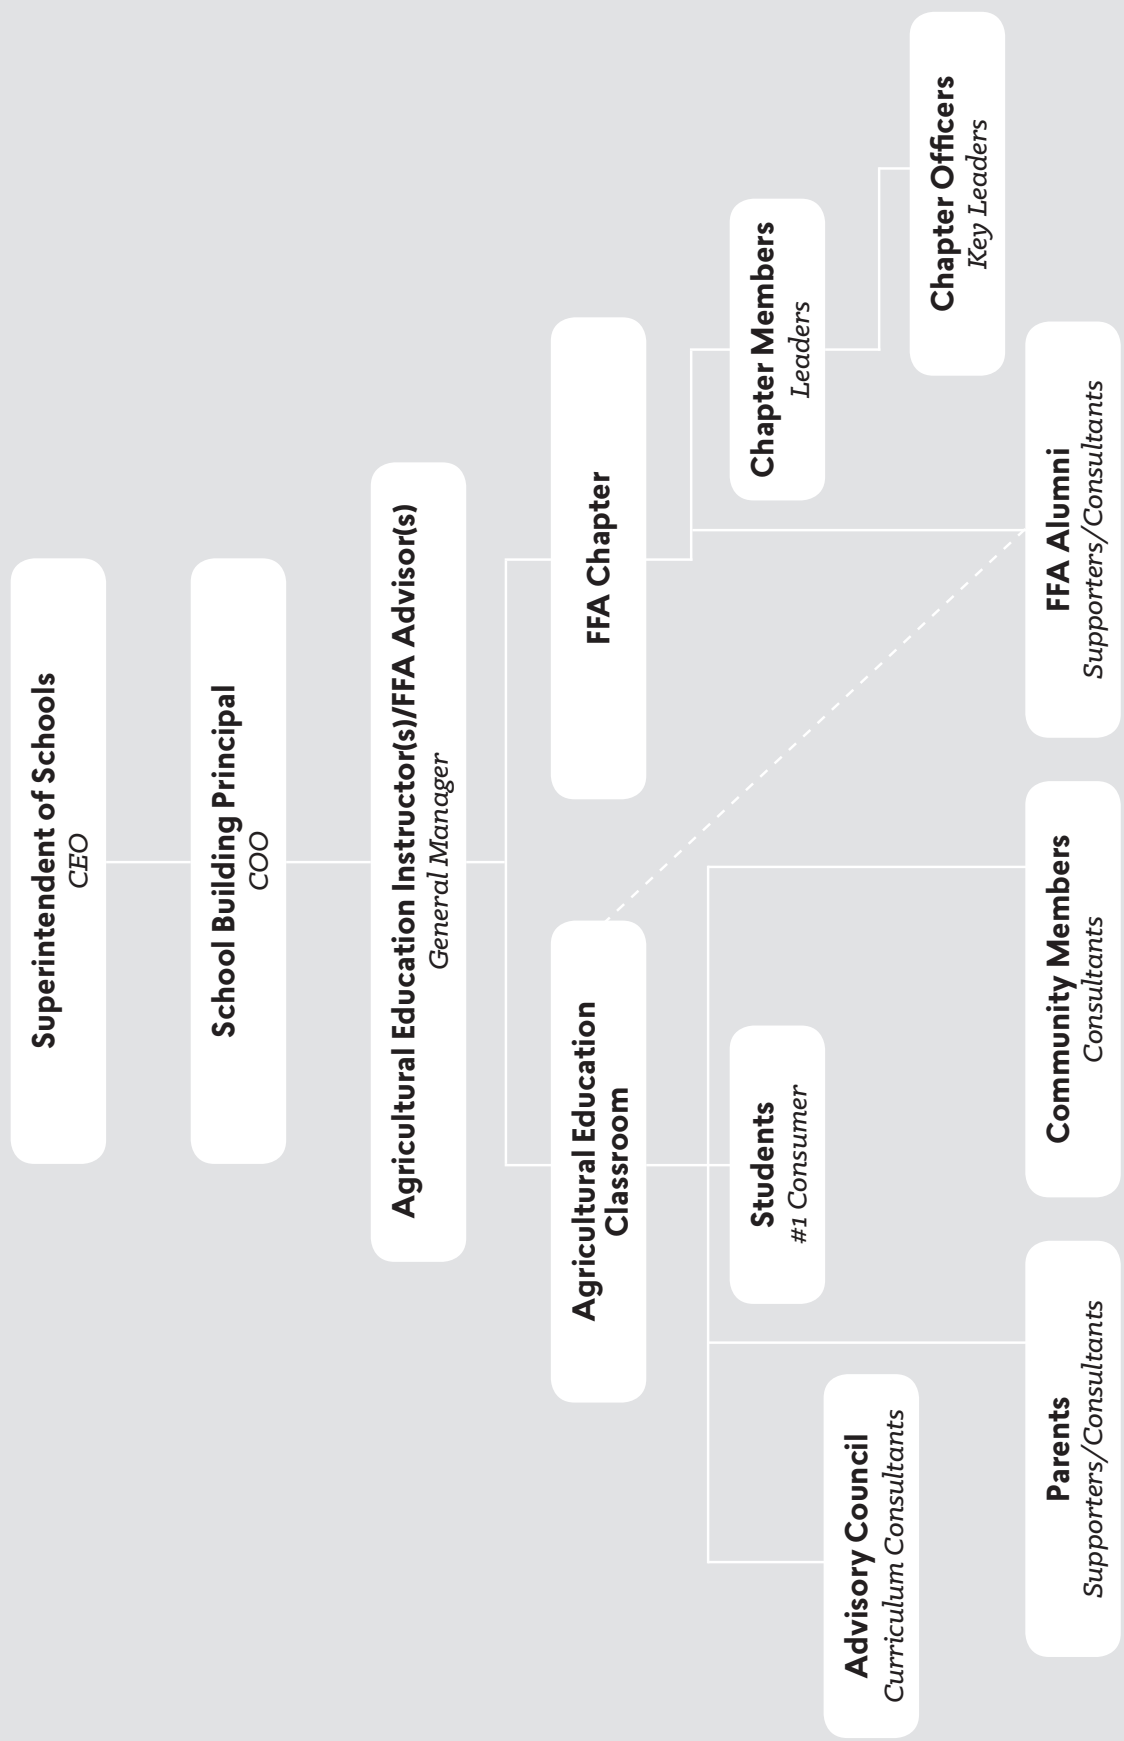 Superintendent of Schools
CEO
School Building Principal
COO
Agricultural Education Instructor(s)/FFA Advisor(s)
General Manager
Agricultural Education
Classroom
FFA Chapter
Students
#1 Consumer
Chapter Members
Leaders
Advisory Council
Curriculum Consultants
Chapter Officers
Key Leaders
Parents
Supporters/Consultants
Community Members
Consultants
FFA Alumni
Supporters/Consultants